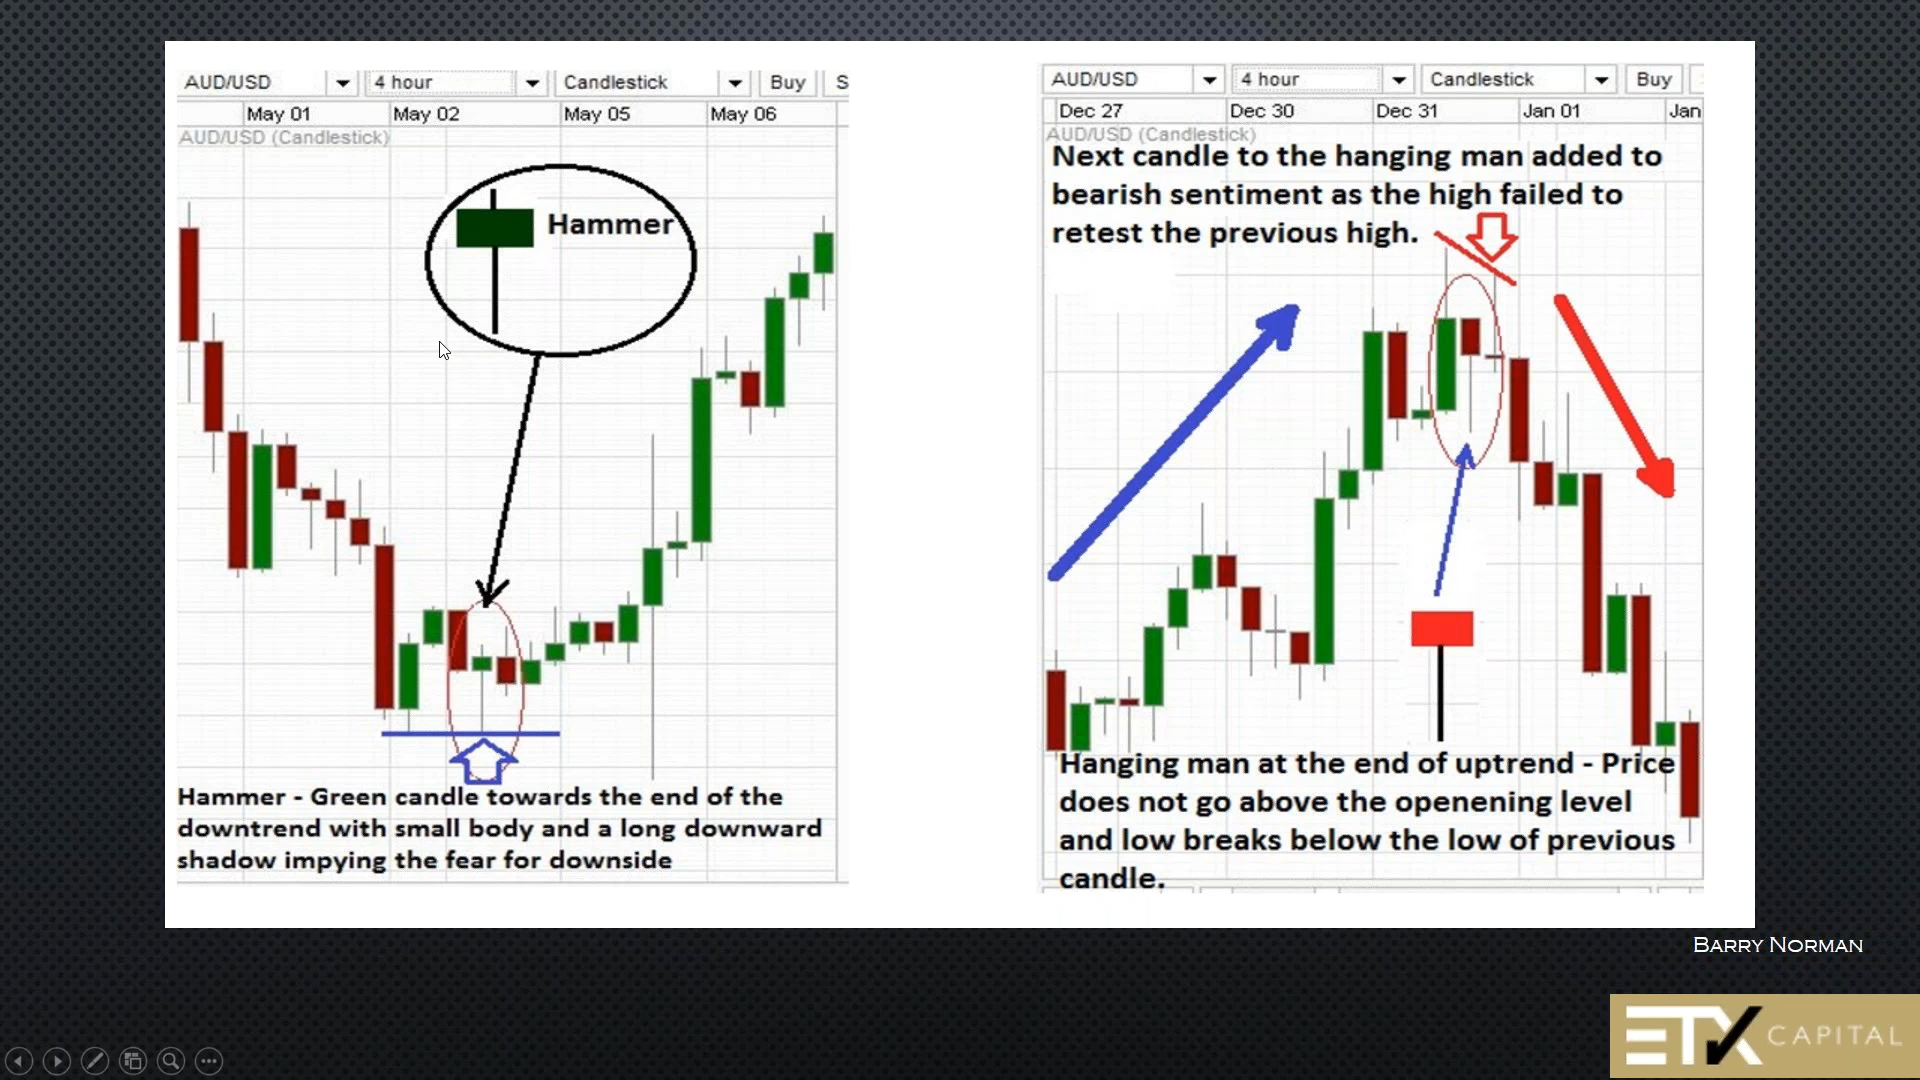 AUD/USD 4 hour Candlestick Buy S
May 01 May 02 May 05 May 06
AUD/USD (Candlestick)
Hammer
Hammer - Green candle towards the end of the
downtrend with small body and a long downward
shadow impying the fear for downside
AUD/USD 4 hour Candlestick Buy
Dec 27 Dec 30 Dec 31 Jan 01 Jan
AUD/USD (Candlestick)
Next candle to the hanging man added to
bearish sentiment as the high failed to
retest the previous high.
Hanging man at the end of uptrend - Price
does not go above the openening level
and low breaks below the low of previous
candle.
Barry Norman
ETX CAPITAL